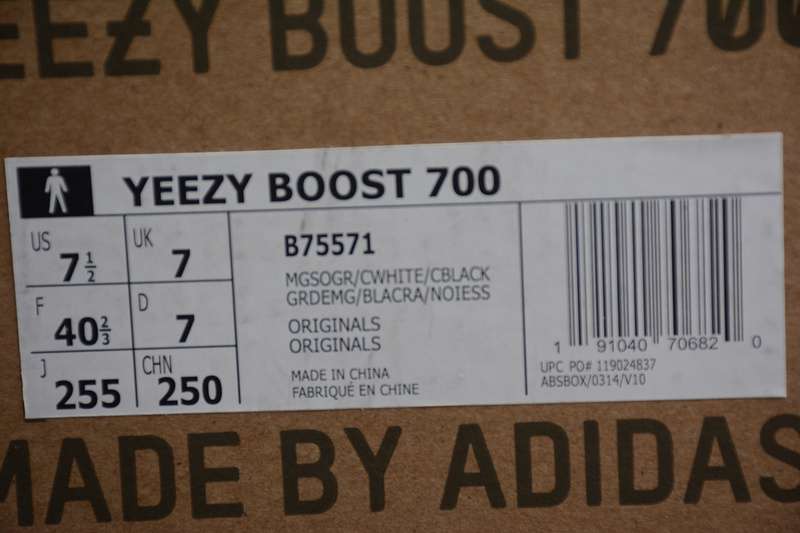 EEZY BOOST 700
YEEZY BOOST 700
US 7 1/2
UK 7
F 40 2/3
D 7
J 255
CHN 250
B75571
MGSOGR/CWHITE/CBLACK
GRDEMG/BLACRA/NOIESS
ORIGINALS
ORIGINALS
MADE IN CHINA
FABRIQUÉ EN CHINE
1 91040 70682 0
UPC PO# 119024837
ABSBOX/0314/V10
MADE BY ADIDAS